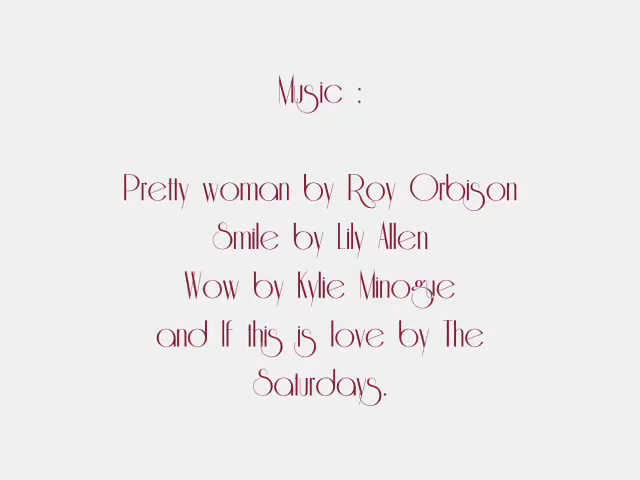 Music :
Pretty woman by Roy Orbison
Smile by Lily Allen
Wow by Kylie Minogue
and If this is love by The
Saturdays.